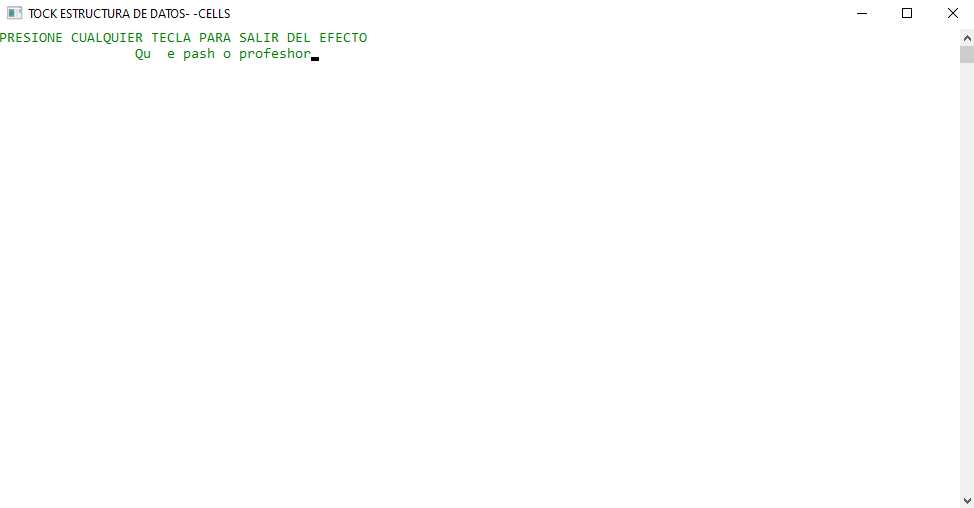 TOCK ESTRUCTURA DE DATOS- -CELLS
PRESIONE CUALQUIER TECLA PARA SALIR DEL EFECTO
Qu  e pash o profeshor